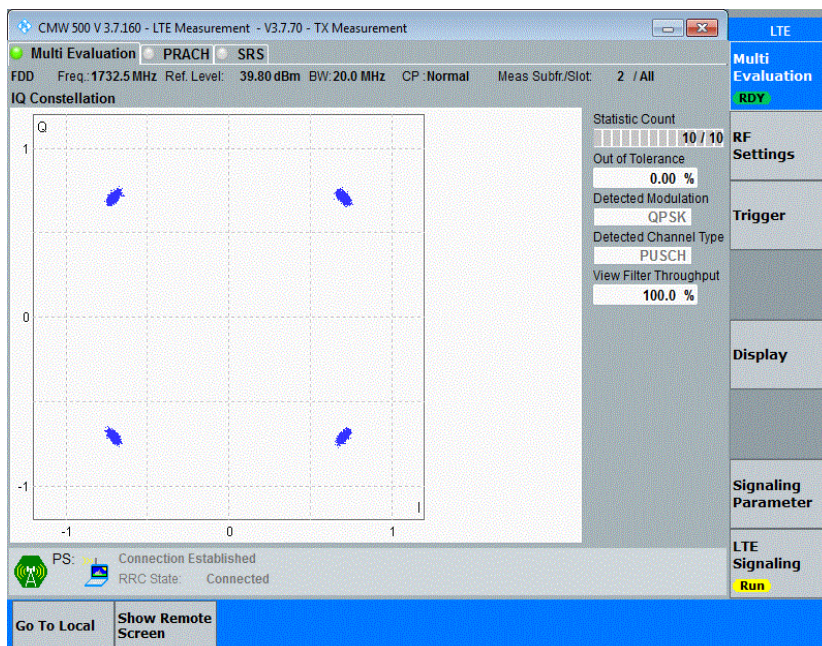 CMW 500 V 3.7.160 - LTE Measurement - V3.7.70 - TX Measurement
Multi Evaluation PRACH SRS
FDD Freq.: 1732.5 MHz Ref. Level: 39.80 dBm BW: 20.0 MHz CP : Normal Meas Subfr./Slot: 2 / All
IQ Constellation
Q
1
0
-1
I
-1 0 1
Statistic Count
10 / 10
Out of Tolerance
0.00 %
Detected Modulation
QPSK
Detected Channel Type
PUSCH
View Filter Throughput
100.0 %
PS: Connection Established
RRC State: Connected
LTE
Multi
Evaluation
RDY
RF
Settings
Trigger
Display
Signaling
Parameter
LTE
Signaling
Run
Go To Local
Show Remote
Screen